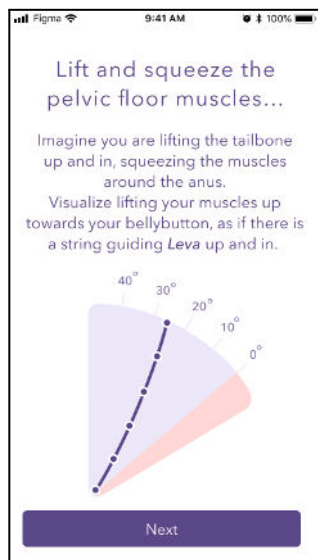 Figma 9:41 AM 100%
Lift and squeeze the
pelvic floor muscles...
Imagine you are lifting the tailbone
up and in, squeezing the muscles
around the anus.
Visualize lifting your muscles up
towards your bellybutton, as if there is
a string guiding Leva up and in.
40°
30°
20°
10°
0°
Next